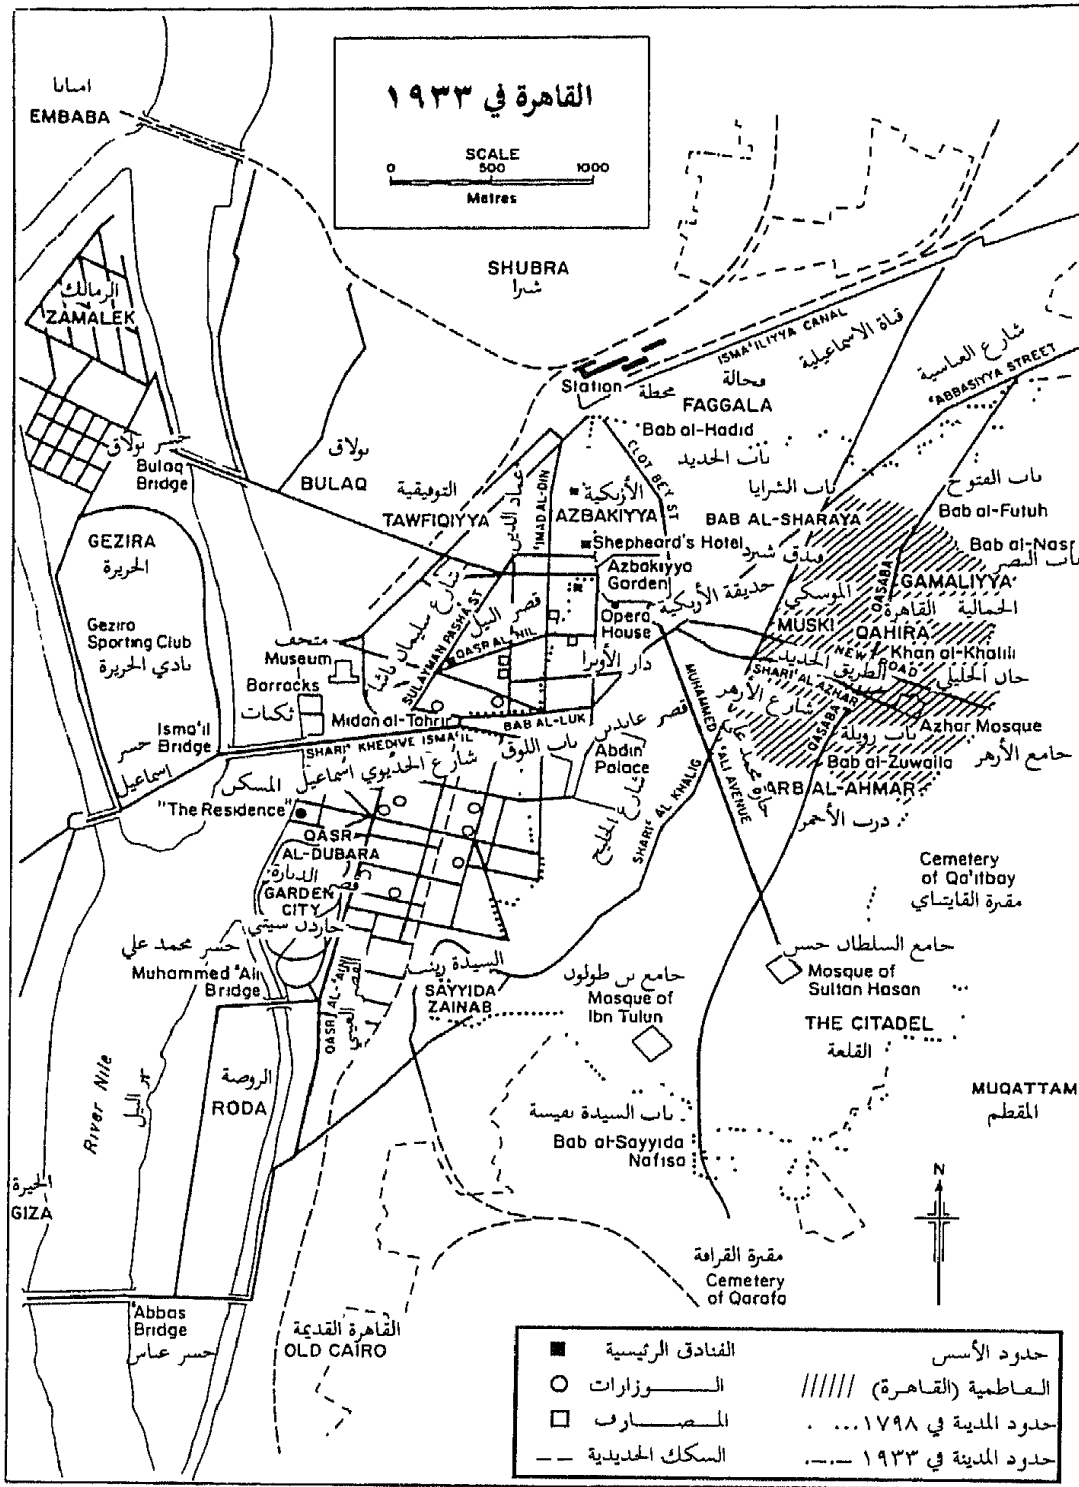 القاهرة في ١٩٣٣
SCALE
0 500 1000
Metres
امبابا
EMBABA
SHUBRA
شبرا
الزمالك
ZAMALEK
ISMA'ILIYYA CANAL
قناة الاسماعيلية
شارع العباسية
'ABBASIYYA STREET
Station
محطة
فجالة
FAGGALA
Bab al-Hadid
باب الحديد
CLOT BEY ST
جسر بولاق
Bulaq
Bridge
بولاق
BULAQ
التوفيقية
TAWFIQIYYA
عماد الدين
'IMAD AL-DIN
الأزبكية
AZBAKIYYA
باب الشرايا
BAB AL-SHARAYA
باب الفتوح
Bab al-Futuh
Bab al-Nasr
باب النصر
Shepheard's Hotel
فندق شبرد
Azbakiyya
Garden
حديقة الأزبكية
GEZIRA
الجزيرة
Gezira
Sporting Club
نادي الجزيرة
شارع سليمان باشا
SULAYMAN PASHA ST
قصر النيل
QASR AL-NIL
Opera
House
دار الأوبرا
الموسكي
MUSKI
QASABA
GAMALIYYA
الجمالية
القاهرة
QAHIRA
Khan al-Khalili
خان الخليلي
NEW ROAD
الطريق الجديد
SHARI' AL AZHAR
شارع الأزهر
QASABA
Azhar Mosque
جامع الأزهر
باب زويلة
Bab al-Zuwaila
ARB AL-AHMAR
درب الأحمر
متحف
Museum
Barracks
ثكنات
Midan al-Tahrir
BAB AL-LUK
باب اللوق
قصر عابدين
Abdin
Palace
MUHAMMED 'ALI AVENUE
جادة محمد علي
Isma'il
Bridge
جسر اسماعيل
SHARI' KHEDIVE ISMA'IL
شارع الخديوي اسماعيل
المسكن
"The Residence"
شارع الخليج
SHARI' AL KHALIG
QASR
AL-DUBARA
قصر الدبارة
GARDEN
CITY
جاردن سيتي
Cemetery
of Qa'itbay
مقبرة القايتباي
جسر محمد علي
Muhammed 'Ali
Bridge
QASR AL-'AINI
القصر العيني
السيدة زينب
SAYYIDA
ZAINAB
جامع بن طولون
Mosque of
Ibn Tulun
جامع السلطان حسن
Mosque of
Sultan Hasan
THE CITADEL
القلعة
MUQATTAM
المقطم
River Nile
نهر النيل
الروضة
RODA
باب السيدة نفيسة
Bab al-Sayyida
Nafisa
الجيزة
GIZA
N
مقبرة القرافة
Cemetery
of Qarafa
'Abbas
Bridge
جسر عباس
القاهرة القديمة
OLD CAIRO
حدود الأسس
الفاطمية (القاهرة)
حدود المدينة في ١٧٩٨
حدود المدينة في ١٩٣٣
الفنادق الرئيسية
الوزارات
المصارف
السكك الحديدية